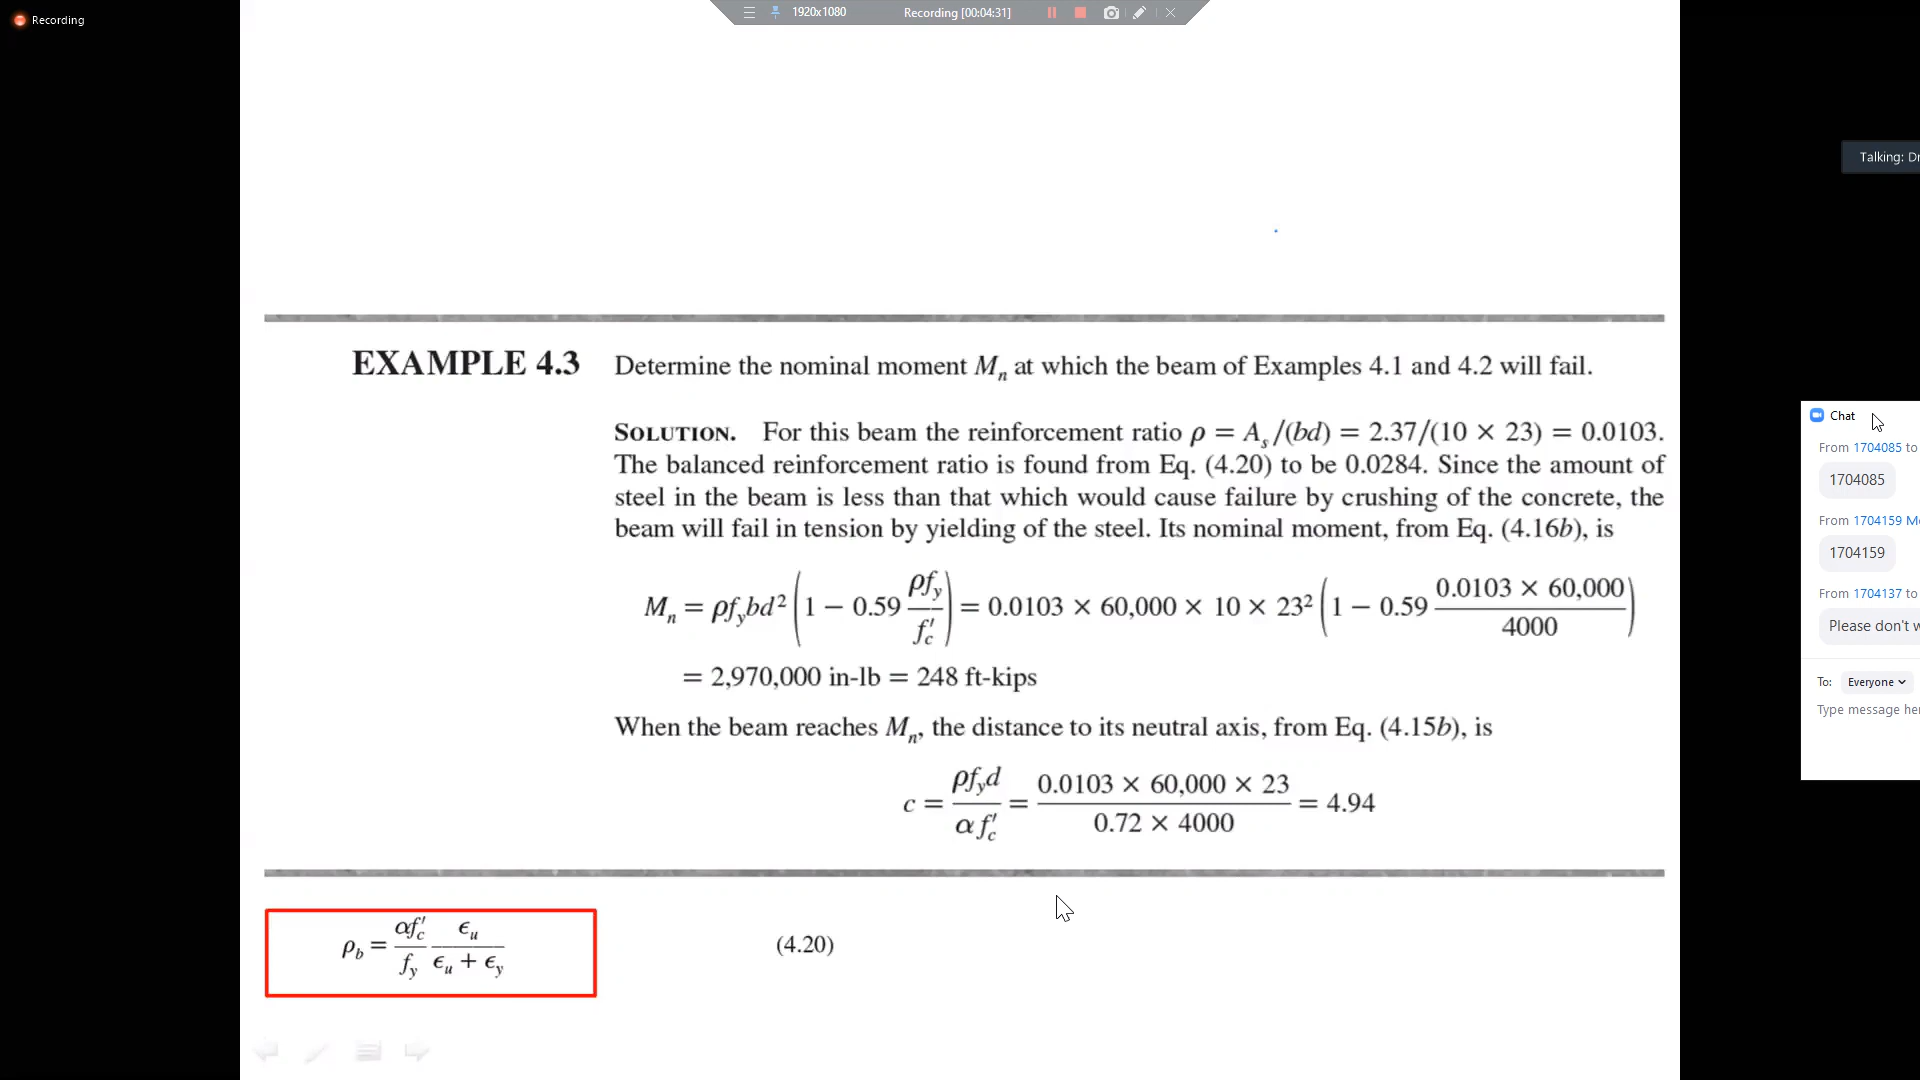 Recording
1920x1080
Recording [00:04:31]
Talking: Dr
EXAMPLE 4.3 Determine the nominal moment Mn at which the beam of Examples 4.1 and 4.2 will fail.
SOLUTION. For this beam the reinforcement ratio ρ = As/(bd) = 2.37/(10 × 23) = 0.0103.
The balanced reinforcement ratio is found from Eq. (4.20) to be 0.0284. Since the amount of
steel in the beam is less than that which would cause failure by crushing of the concrete, the
beam will fail in tension by yielding of the steel. Its nominal moment, from Eq. (4.16b), is
Mn = ρfybd² (1 − 0.59 ρfy/f′c) = 0.0103 × 60,000 × 10 × 23² (1 − 0.59 0.0103 × 60,000/4000)
= 2,970,000 in-lb = 248 ft-kips
When the beam reaches Mn, the distance to its neutral axis, from Eq. (4.15b), is
c = ρfyd/αf′c = 0.0103 × 60,000 × 23/0.72 × 4000 = 4.94
ρb = αf′c/fy ϵu/ϵu + ϵy (4.20)
Chat
From 1704085 to
1704085
From 1704159 M
1704159
From 1704137 to
Please don't w
To: Everyone
Type message her